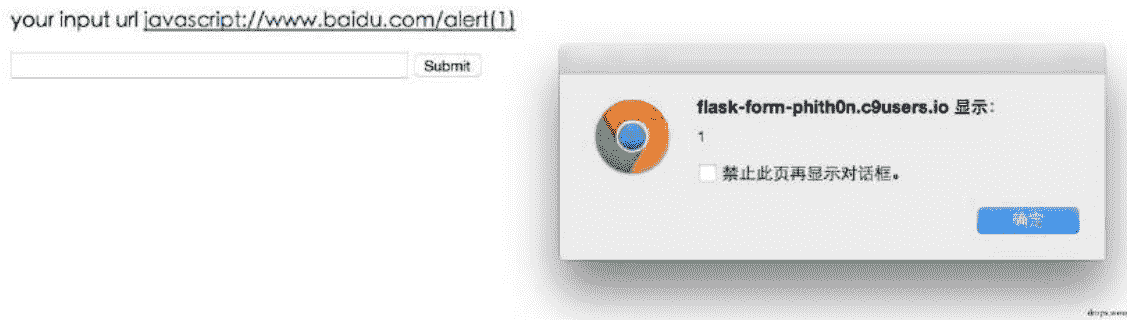 your input url javascript://www.baidu.com/alert(1)
Submit
flask-form-phith0n.c9users.io 显示：
1
禁止此页再显示对话框。
确定